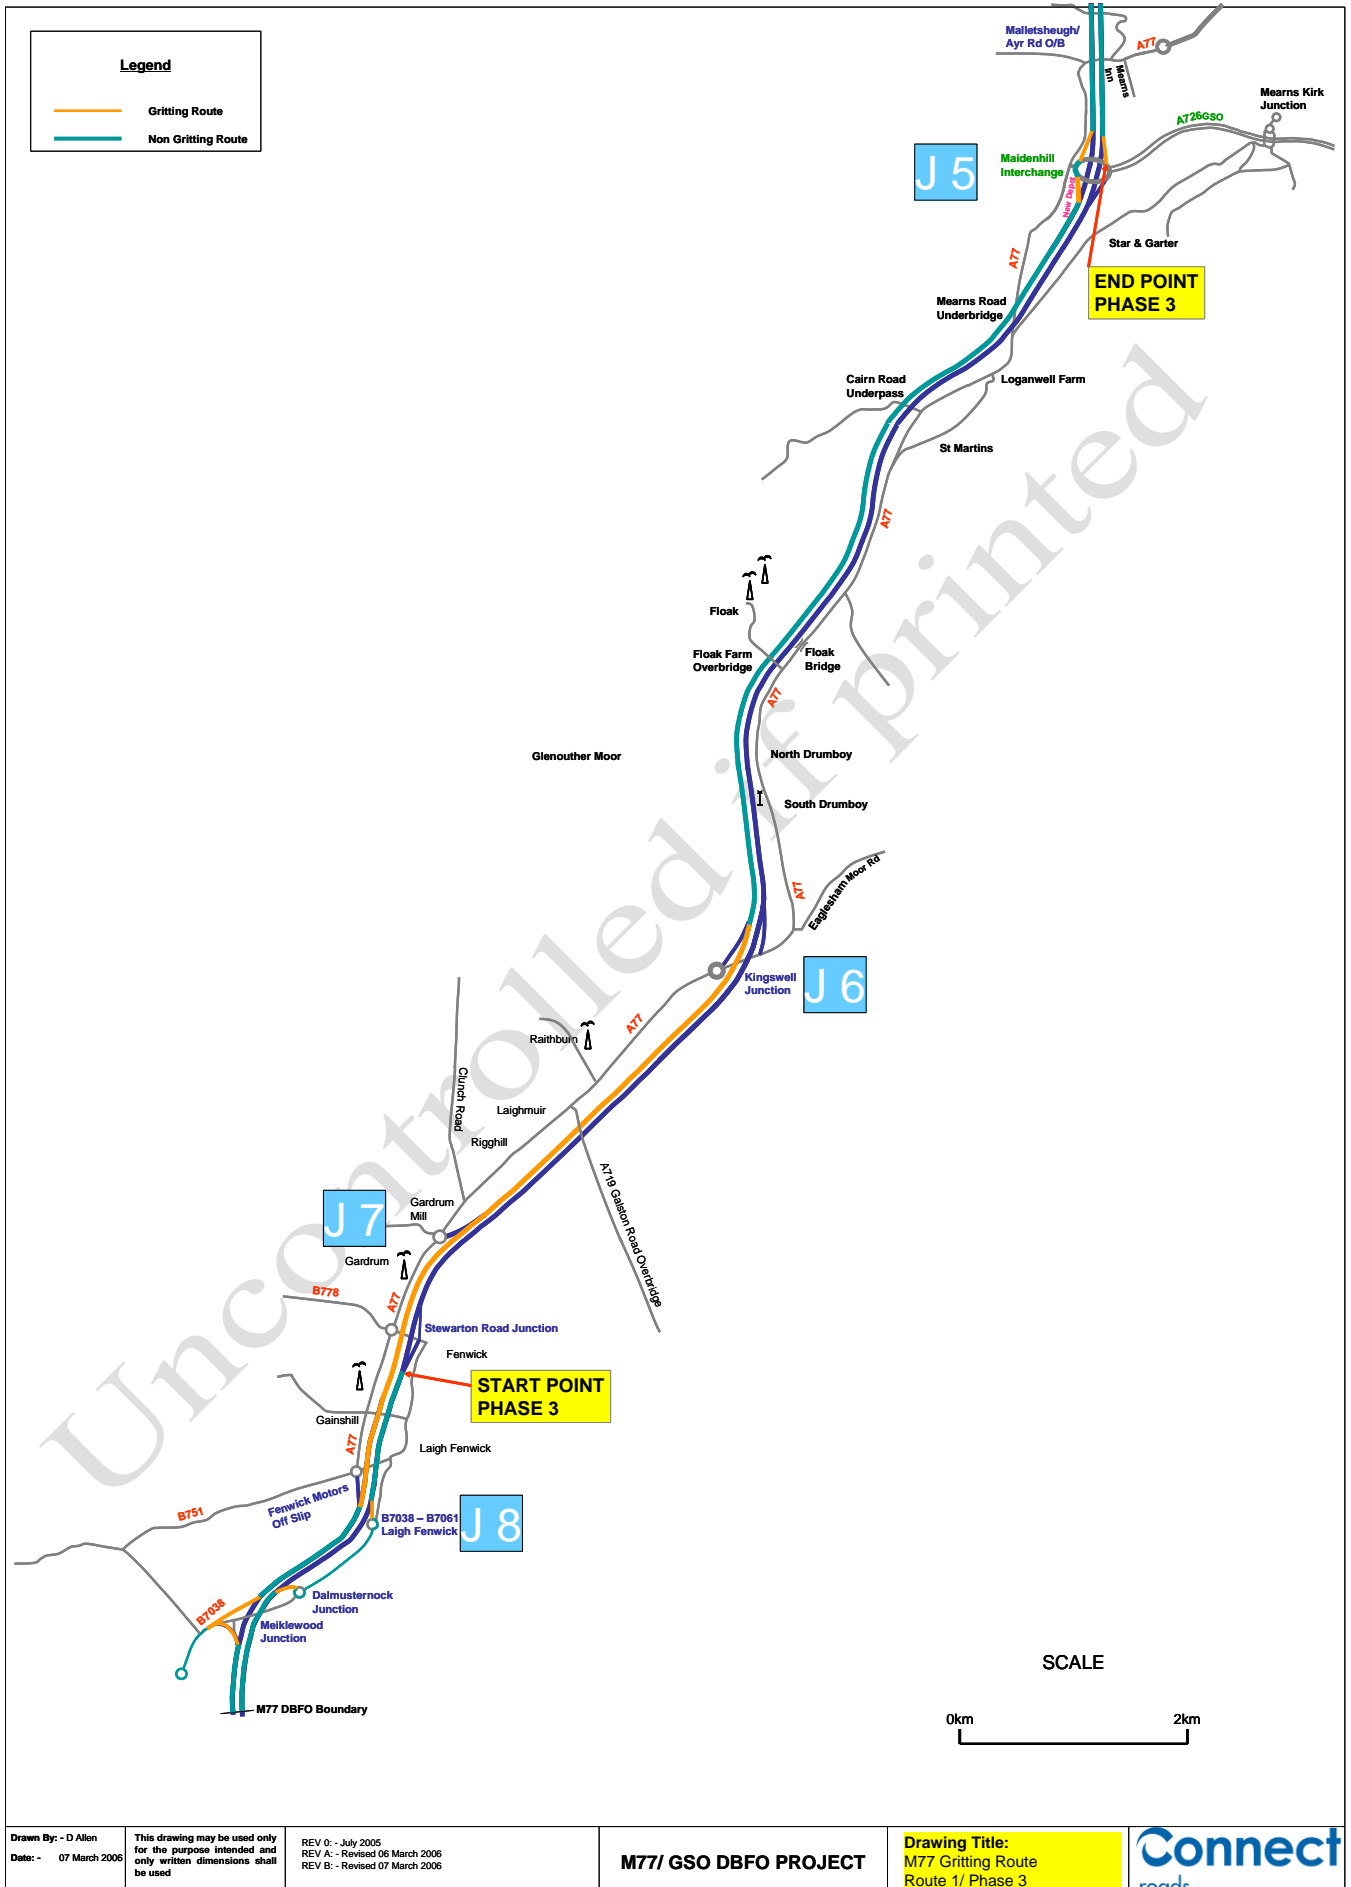 Legend
Gritting Route
Non Gritting Route
Malletsheugh/
Ayr Rd O/B
A77
Mearns
Inn
Mearns Kirk
Junction
A726GSO
J 5
Maidenhill
Interchange
New Depot
Star & Garter
A77
END POINT
PHASE 3
Mearns Road
Underbridge
Cairn Road
Underpass
Loganwell Farm
St Martins
A77
Floak
Floak Farm
Overbridge
Floak
Bridge
A77
Glenouther Moor
North Drumboy
South Drumboy
A77
Eaglesham Moor Rd
Kingswell
Junction
J 6
A77
Raithburn
Clunch Road
Laighmuir
Rigghill
A719 Galston Road Overbridge
J 7
Gardrum
Mill
Gardrum
B778
A77
Stewarton Road Junction
Fenwick
START POINT
PHASE 3
Gainshill
A77
Laigh Fenwick
B751
Fenwick Motors
Off Slip
B7038 – B7061
Laigh Fenwick
J 8
B7038
Dalmusternock
Junction
Meiklewood
Junction
M77 DBFO Boundary
SCALE
0km
2km
Uncontrolled if printed
Drawn By: - D Allen
Date: - 07 March 2006
This drawing may be used only
for the purpose intended and
only written dimensions shall
be used
REV 0: - July 2005
REV A: - Revised 06 March 2006
REV B: - Revised 07 March 2006
M77/ GSO DBFO PROJECT
Drawing Title:
M77 Gritting Route
Route 1/ Phase 3
Connect
roads